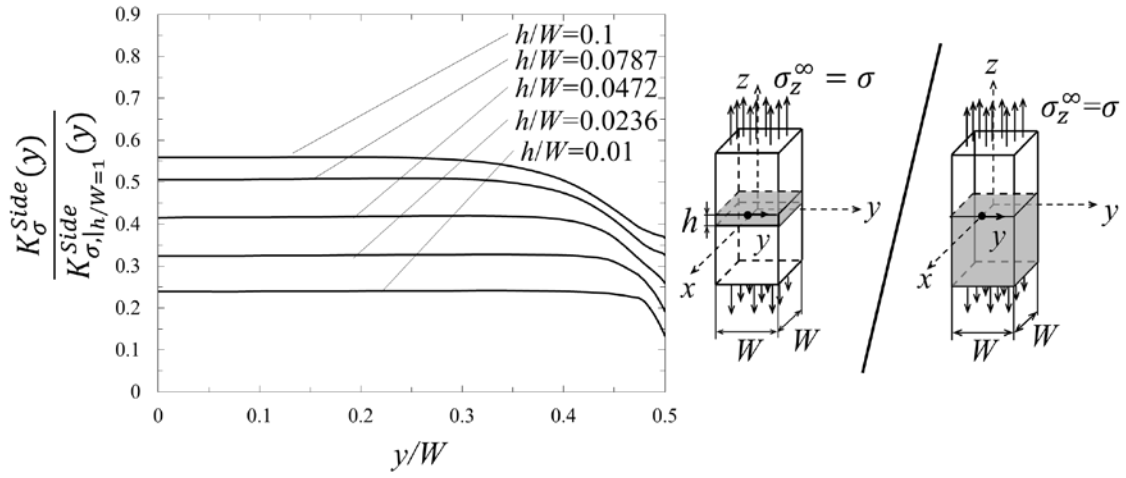 0.9
0.8
0.7
0.6
0.5
0.4
0.3
0.2
0.1
0
K_σ^Side(y)
K_σ,|h/W=1^Side(y)
h/W=0.1
h/W=0.0787
h/W=0.0472
h/W=0.0236
h/W=0.01
0 0.1 0.2 0.3 0.4 0.5
y/W
z σ_z^∞ = σ
h
y
y
x
W
W
z
σ_z^∞=σ
y
y
x
W
W